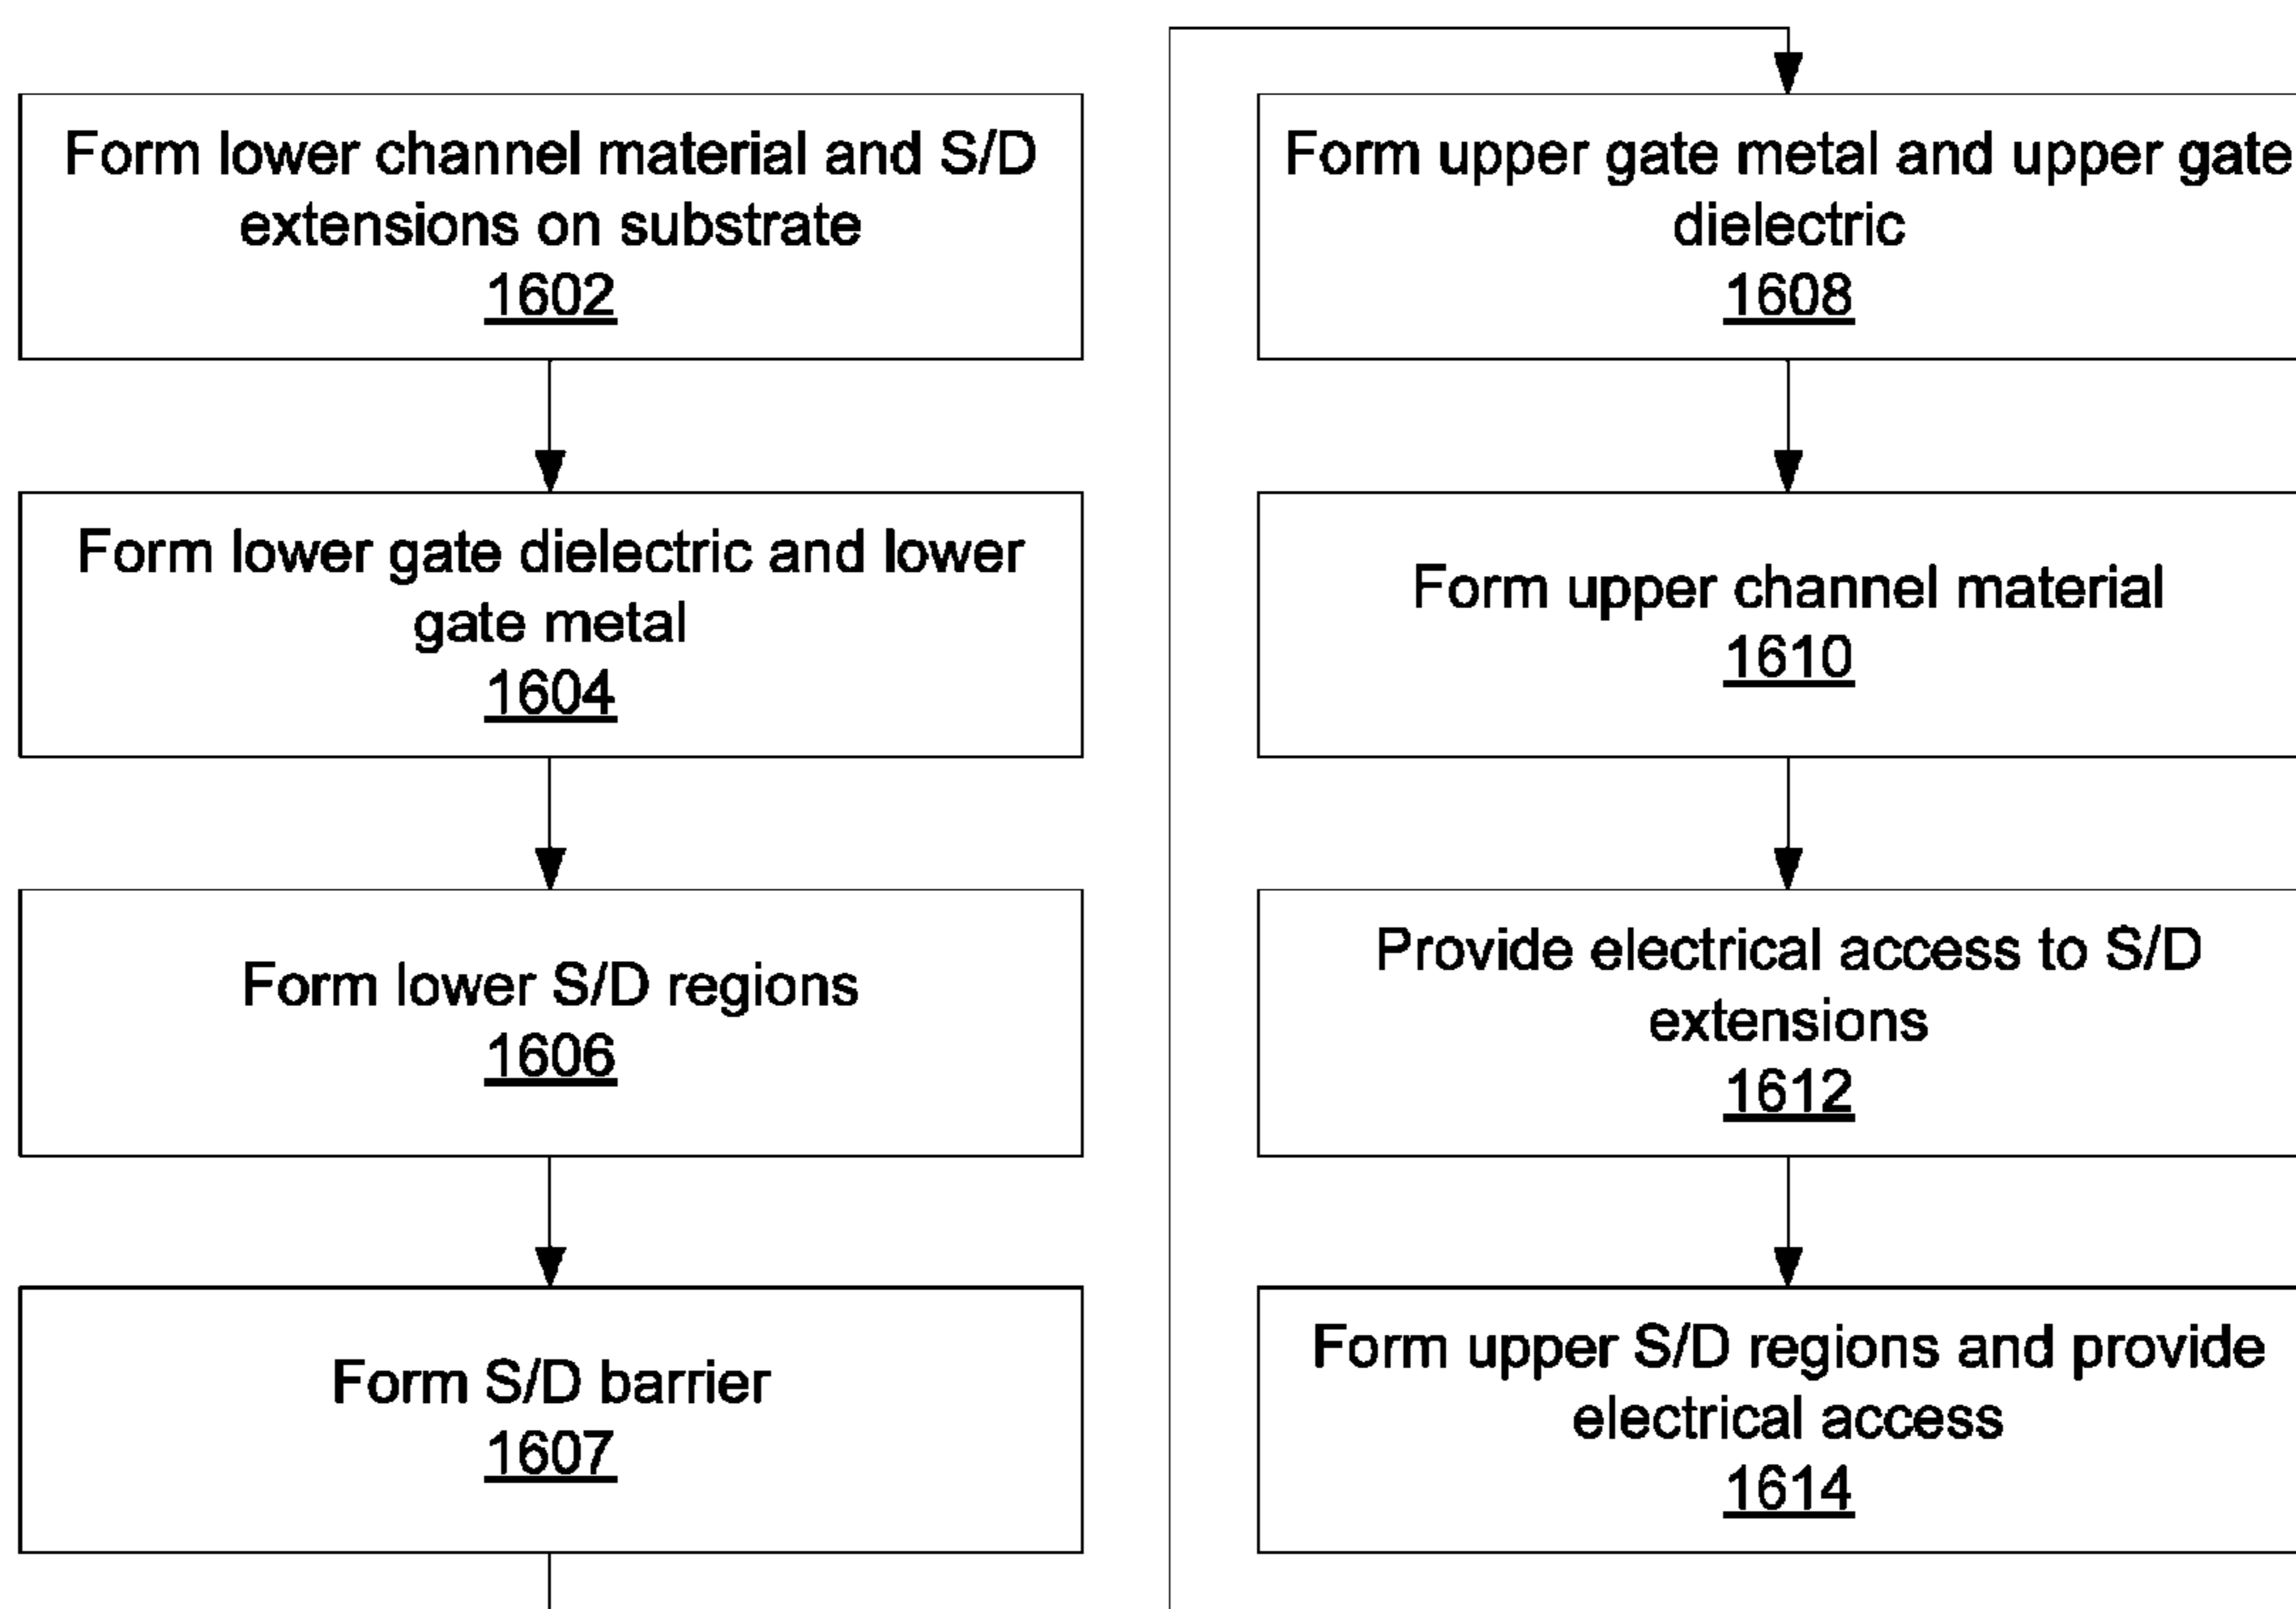 Form lower channel material and S/D
extensions on substrate
1602
Form lower gate dielectric and lower
gate metal
1604
Form lower S/D regions
1606
Form S/D barrier
1607
Form upper gate metal and upper gate
dielectric
1608
Form upper channel material
1610
Provide electrical access to S/D
extensions
1612
Form upper S/D regions and provide
electrical access
1614